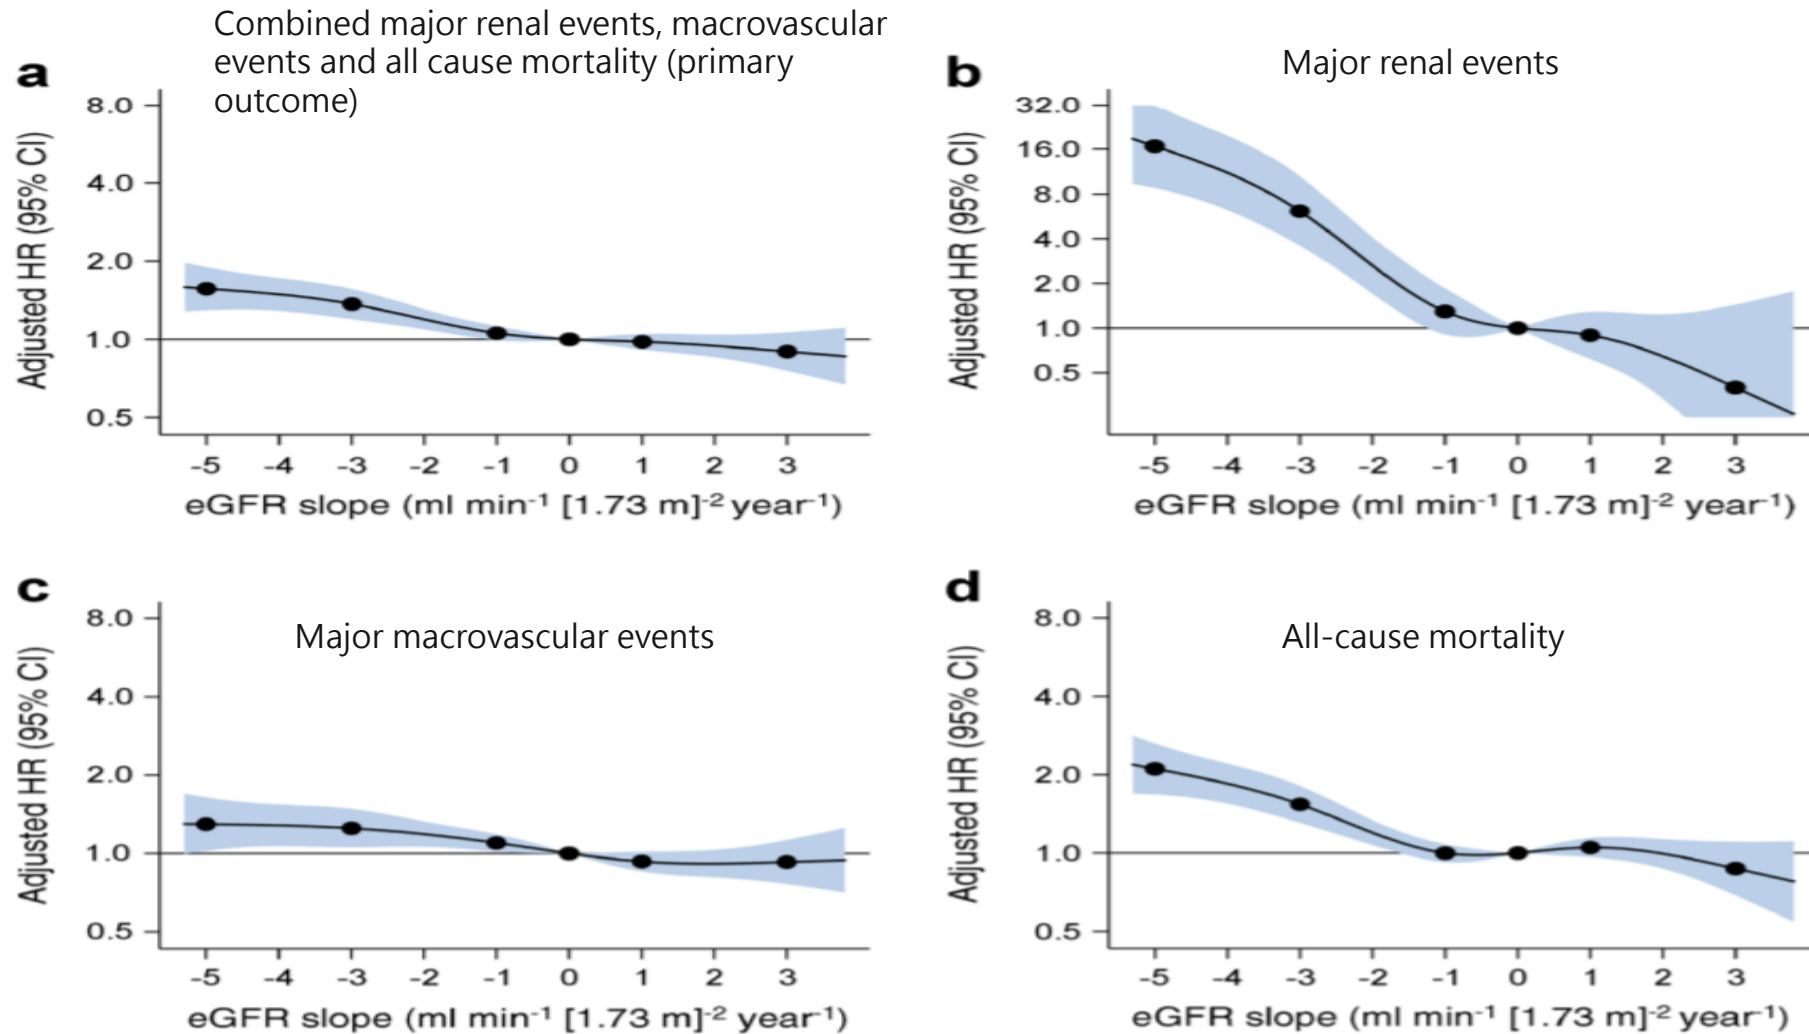 a
Combined major renal events, macrovascular
events and all cause mortality (primary
outcome)
Adjusted HR (95% CI)
8.0
4.0
2.0
1.0
0.5
-5 -4 -3 -2 -1 0 1 2 3
eGFR slope (ml min⁻¹ [1.73 m]⁻² year⁻¹)
b
Major renal events
Adjusted HR (95% CI)
32.0
16.0
8.0
4.0
2.0
1.0
0.5
-5 -4 -3 -2 -1 0 1 2 3
eGFR slope (ml min⁻¹ [1.73 m]⁻² year⁻¹)
c
Major macrovascular events
Adjusted HR (95% CI)
8.0
4.0
2.0
1.0
0.5
-5 -4 -3 -2 -1 0 1 2 3
eGFR slope (ml min⁻¹ [1.73 m]⁻² year⁻¹)
d
All-cause mortality
Adjusted HR (95% CI)
8.0
4.0
2.0
1.0
0.5
-5 -4 -3 -2 -1 0 1 2 3
eGFR slope (ml min⁻¹ [1.73 m]⁻² year⁻¹)